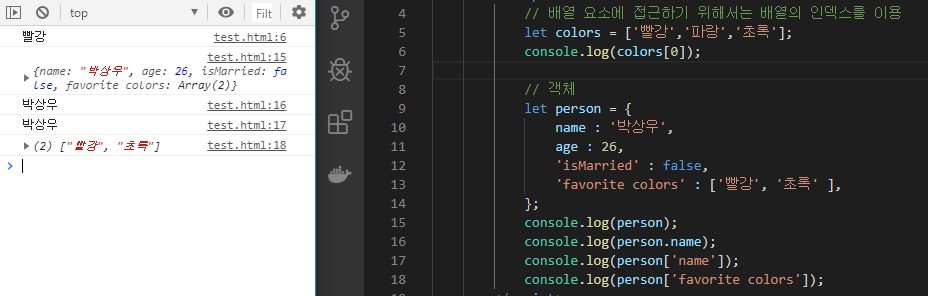 top
Filt
빨강 test.html:6
test.html:15
{name: "박상우", age: 26, isMarried: fa
lse, favorite colors: Array(2)}
박상우 test.html:16
박상우 test.html:17
(2) ["빨강", "초록"] test.html:18
4 // 배열 요소에 접근하기 위해서는 배열의 인덱스를 이용
5 let colors = ['빨강','파랑','초록'];
6 console.log(colors[0]);
7
8 // 객체
9 let person = {
10 name : '박상우',
11 age : 26,
12 'isMarried' : false,
13 'favorite colors' : ['빨강', '초록' ],
14 };
15 console.log(person);
16 console.log(person.name);
17 console.log(person['name']);
18 console.log(person['favorite colors']);